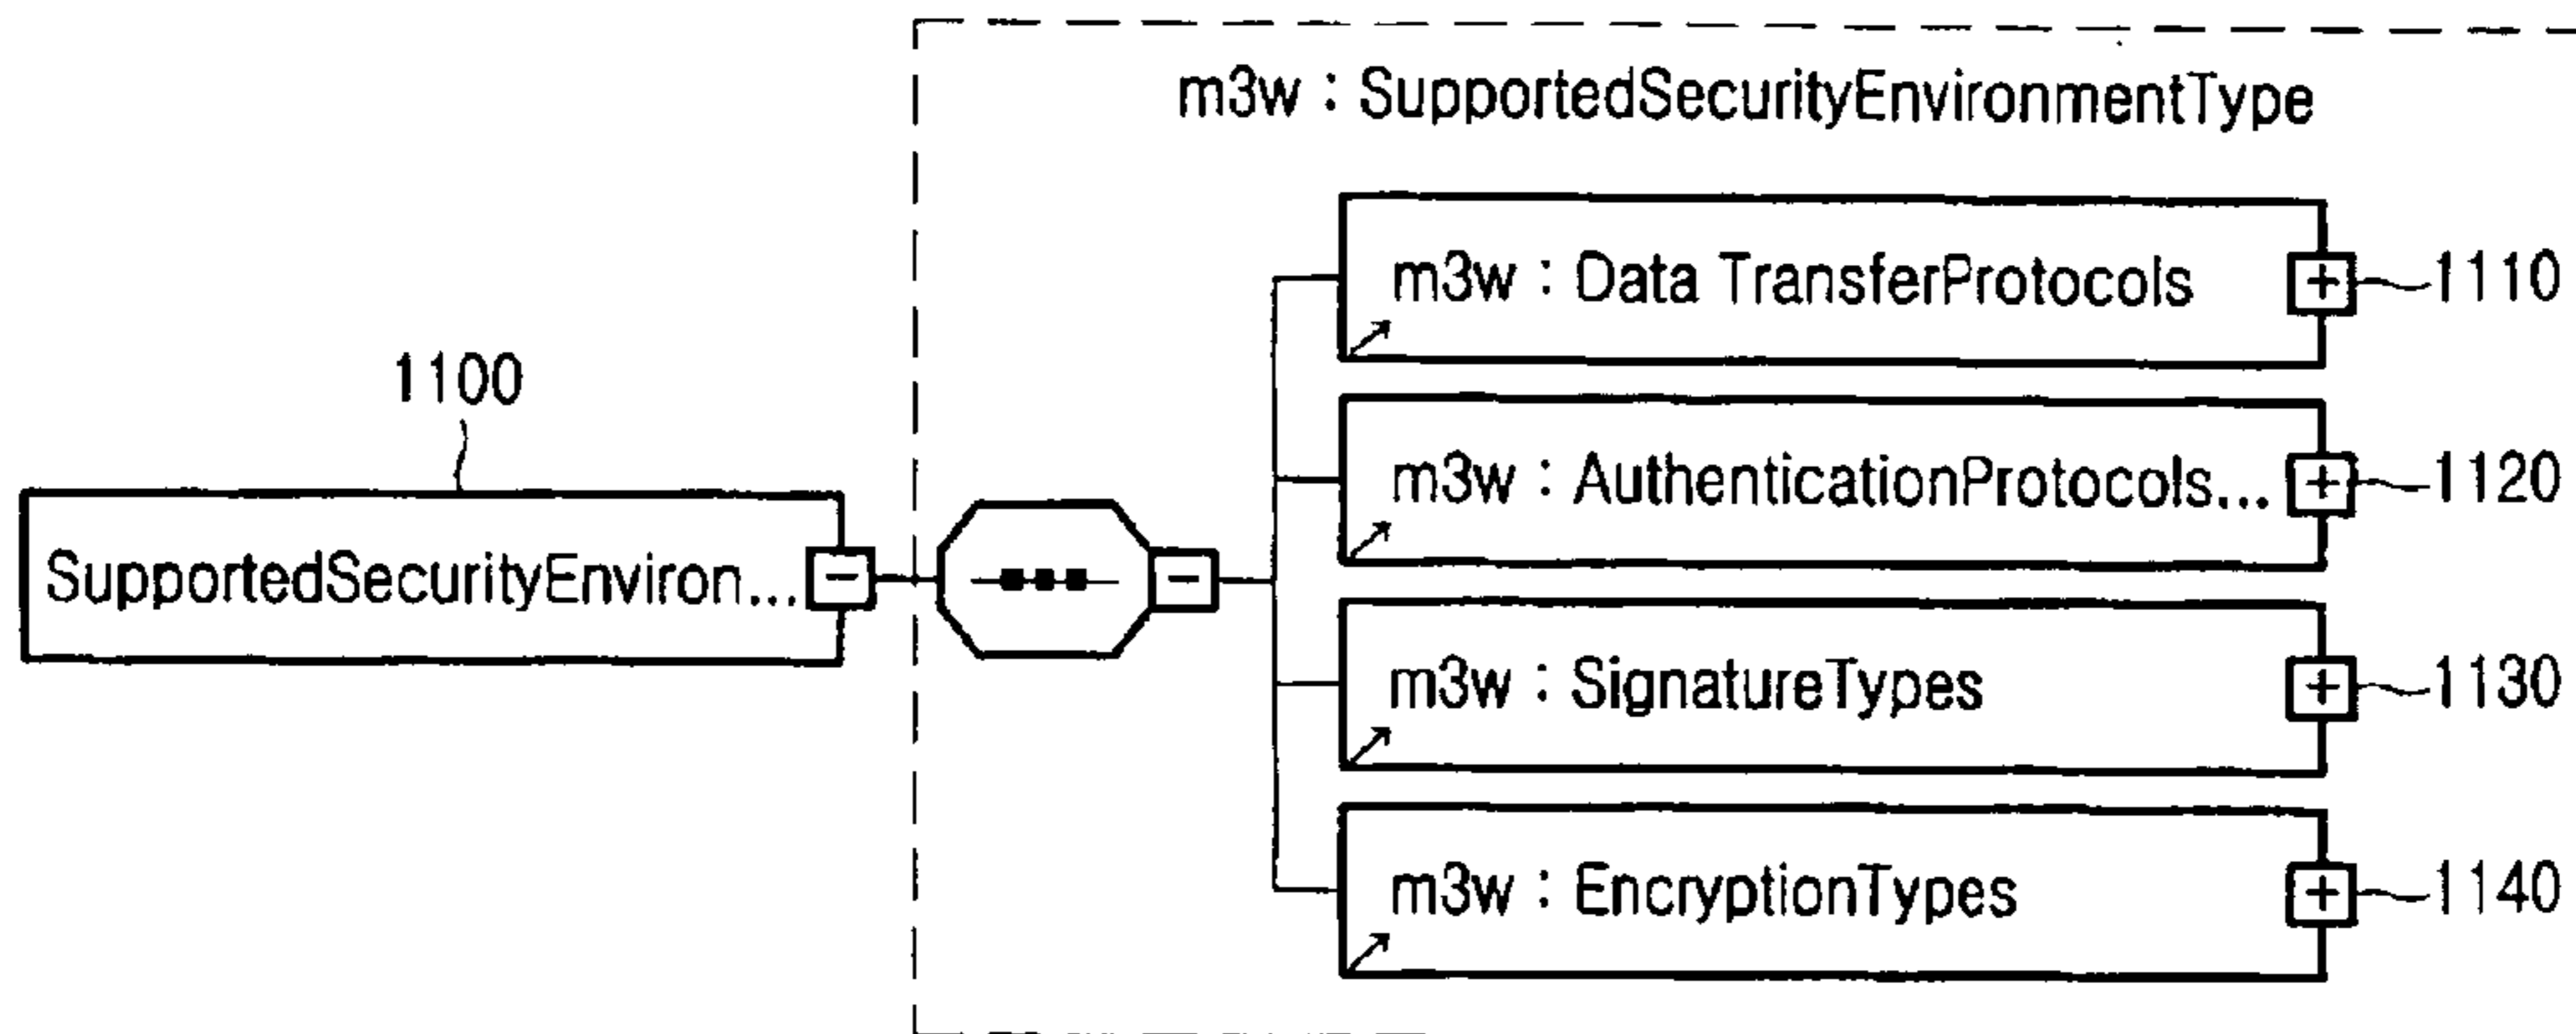 m3w : SupportedSecurityEnvironmentType
m3w : Data TransferProtocols
1110
1100
m3w : AuthenticationProtocols...
1120
SupportedSecurityEnviron...
m3w : SignatureTypes
1130
m3w : EncryptionTypes
1140